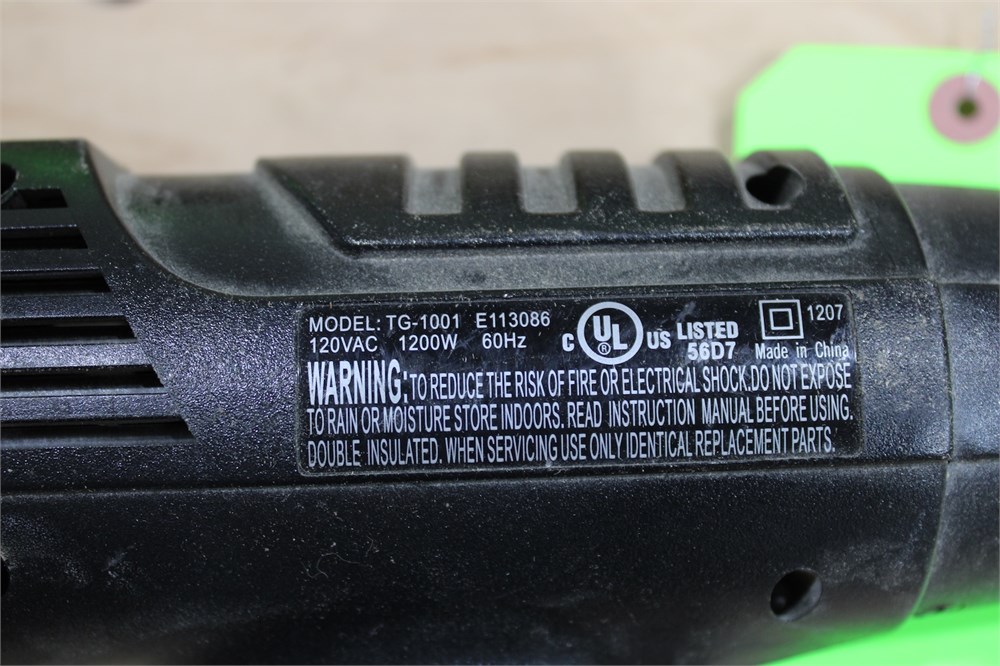 MODEL: TG-1001 E113086
120VAC 1200W 60Hz
C UL ® US LISTED
56D7
1207
Made in China
WARNING: TO REDUCE THE RISK OF FIRE OR ELECTRICAL SHOCK.DO NOT EXPOSE
TO RAIN OR MOISTURE STORE INDOORS. READ INSTRUCTION MANUAL BEFORE USING.
DOUBLE INSULATED. WHEN SERVICING USE ONLY IDENTICAL REPLACEMENT PARTS.